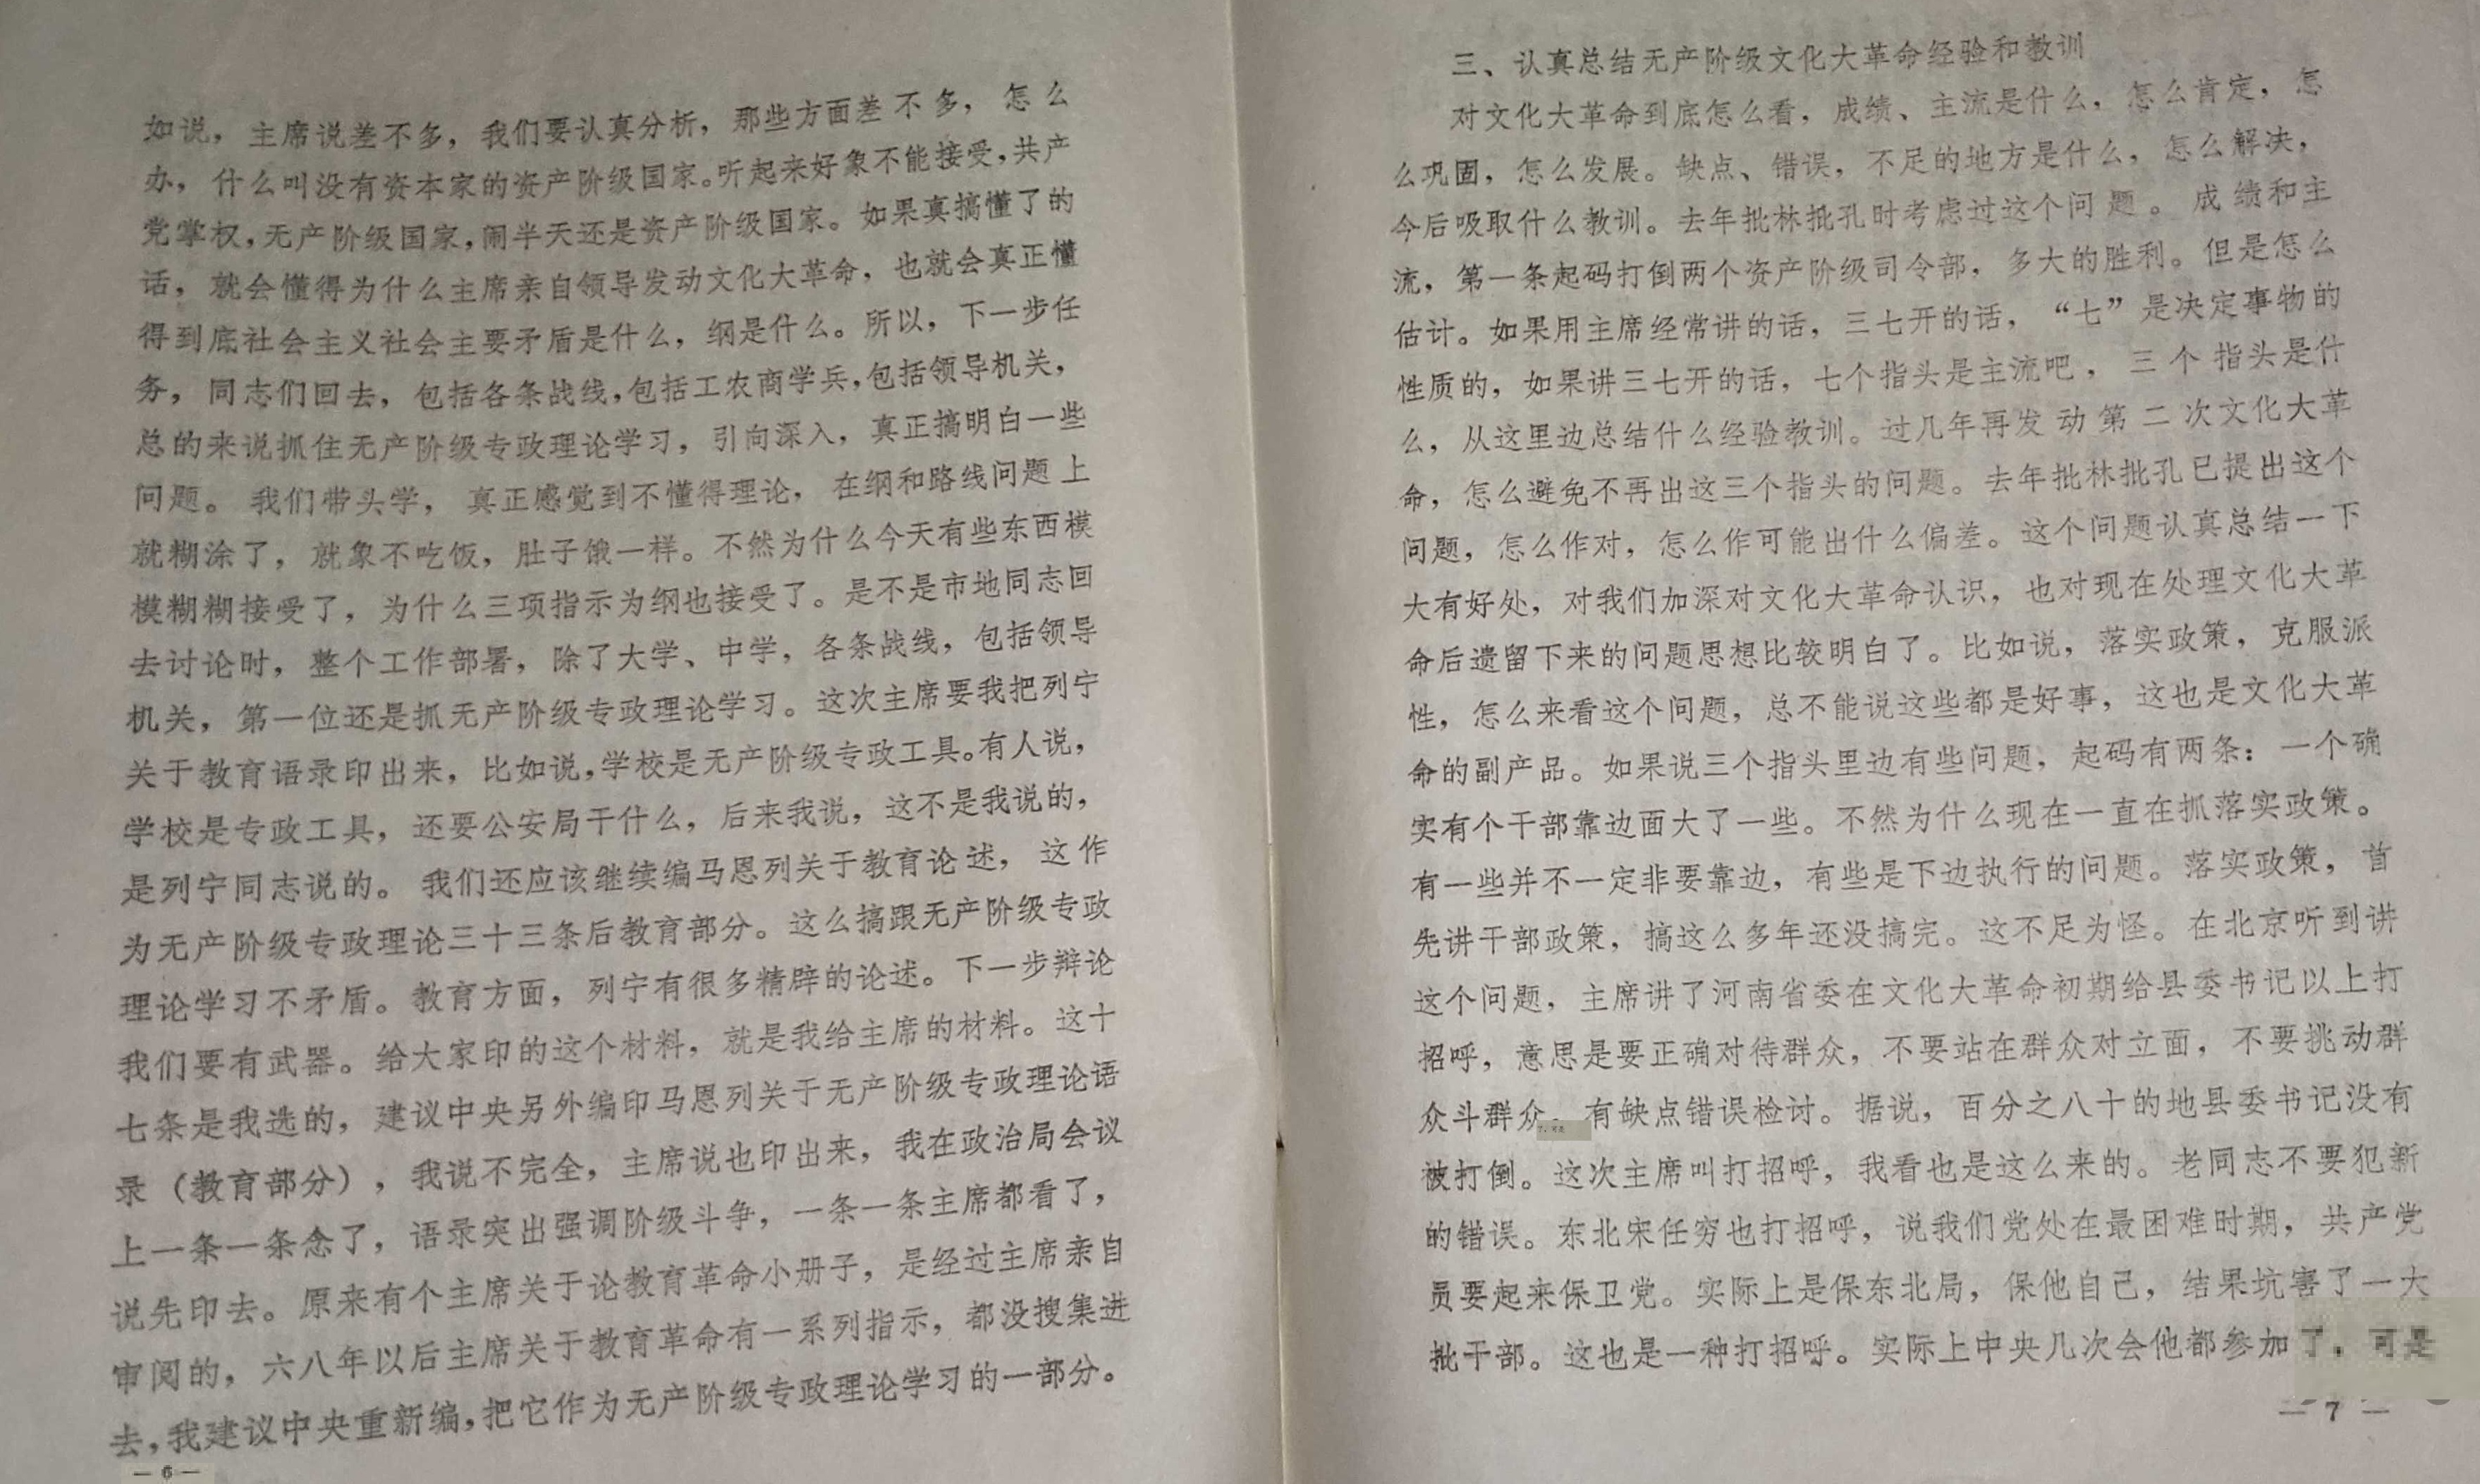 如说，主席说差不多，我们要认真分析，那些方面差不多，怎么
办，什么叫没有资本家的资产阶级国家。听起来好象不能接受，共产
党掌权，无产阶级国家，闹半天还是资产阶级国家。如果真搞懂了的
话，就会懂得为什么主席亲自领导发动文化大革命，也就会真正懂
得到底社会主义社会主要矛盾是什么，纲是什么。所以，下一步任
务，同志们回去，包括各条战线，包括工农商学兵，包括领导机关，
总的来说抓住无产阶级专政理论学习，引向深入，真正搞明白一些
问题。我们带头学，真正感觉到不懂得理论，在纲和路线问题上
就糊涂了，就象不吃饭，肚子饿一样。不然为什么今天有些东西模
模糊糊接受了，为什么三项指示为纲也接受了。是不是市地同志回
去讨论时，整个工作部署，除了大学、中学，各条战线，包括领导
机关，第一位还是抓无产阶级专政理论学习。这次主席要我把列宁
关于教育语录印出来，比如说，学校是无产阶级专政工具。有人说，
学校是专政工具，还要公安局干什么，后来我说，这不是我说的，
是列宁同志说的。我们还应该继续编马恩列关于教育论述，这作
为无产阶级专政理论三十三条后教育部分。这么搞跟无产阶级专政
理论学习不矛盾。教育方面，列宁有很多精辟的论述。下一步辩论
我们要有武器。给大家印的这个材料，就是我给主席的材料。这十
七条是我选的，建议中央另外编印马恩列关于无产阶级专政理论语
录（教育部分），我说不完全，主席说也印出来，我在政治局会议
上一条一条念了，语录突出强调阶级斗争，一条一条主席都看了，
说先印去。原来有个主席关于论教育革命小册子，是经过主席亲自
审阅的，六八年以后主席关于教育革命有一系列指示，都没搜集进
去，我建议中央重新编，把它作为无产阶级专政理论学习的一部分。
— 6 —
三、认真总结无产阶级文化大革命经验和教训
对文化大革命到底怎么看，成绩、主流是什么，怎么肯定，怎
么巩固，怎么发展。缺点、错误，不足的地方是什么，怎么解决，
今后吸取什么教训。去年批林批孔时考虑过这个问题。成绩和主
流，第一条起码打倒两个资产阶级司令部，多大的胜利。但是怎么
估计。如果用主席经常讲的话，三七开的话，“七”是决定事物的
性质的，如果讲三七开的话，七个指头是主流吧，三个指头是什
么，从这里边总结什么经验教训。过几年再发动第二次文化大革
命，怎么避免不再出这三个指头的问题。去年批林批孔已提出这个
问题，怎么作对，怎么作可能出什么偏差。这个问题认真总结一下
大有好处，对我们加深对文化大革命认识，也对现在处理文化大革
命后遗留下来的问题思想比较明白了。比如说，落实政策，克服派
性，怎么来看这个问题，总不能说这些都是好事，这也是文化大革
命的副产品。如果说三个指头里边有些问题，起码有两条：一个确
实有个干部靠边面大了一些。不然为什么现在一直在抓落实政策。
有一些并不一定非要靠边，有些是下边执行的问题。落实政策，首
先讲干部政策，搞这么多年还没搞完。这不足为怪。在北京听到讲
这个问题，主席讲了河南省委在文化大革命初期给县委书记以上打
招呼，意思是要正确对待群众，不要站在群众对立面，不要挑动群
众斗群众，有缺点错误检讨。据说，百分之八十的地县委书记没有
被打倒。这次主席叫打招呼，我看也是这么来的。老同志不要犯新
的错误。东北宋任穷也打招呼，说我们党处在最困难时期，共产党
员要起来保卫党。实际上是保东北局，保他自己，结果坑害了一大
批干部。这也是一种打招呼。实际上中央几次会他都参加了，可是
— 7 —